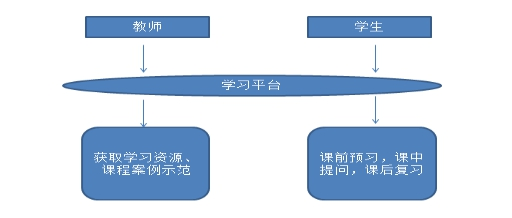 教师
学生
学习平台
获取学习资源、
课程案例示范
课前预习，课中
提问，课后复习